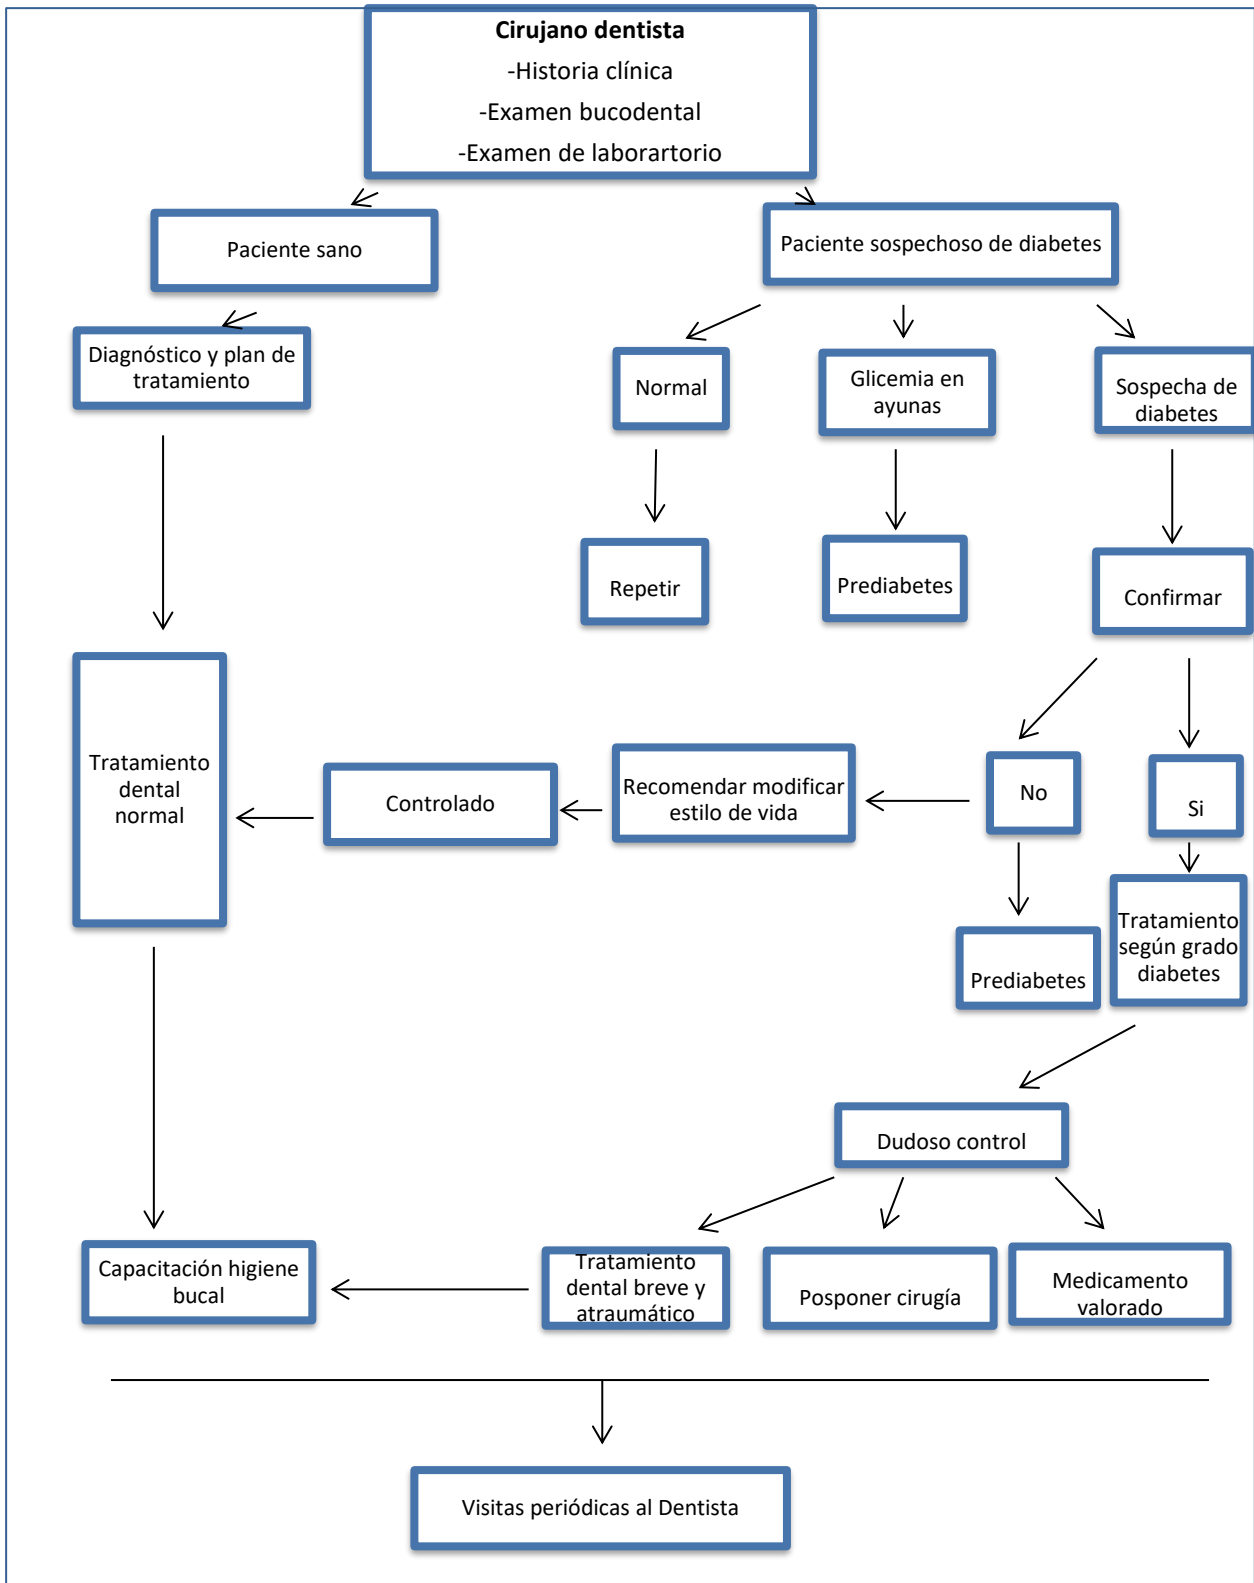 Cirujano dentista
-Historia clínica
-Examen bucodental
-Examen de laborartorio
Paciente sano
Paciente sospechoso de diabetes
Diagnóstico y plan de
tratamiento
Normal
Glicemia en
ayunas
Sospecha de
diabetes
Repetir
Prediabetes
Confirmar
Tratamiento
dental
normal
Controlado
Recomendar modificar
estilo de vida
No
Si
Prediabetes
Tratamiento
según grado
diabetes
Dudoso control
Capacitación higiene
bucal
Tratamiento
dental breve y
atraumático
Posponer cirugía
Medicamento
valorado
Visitas periódicas al Dentista